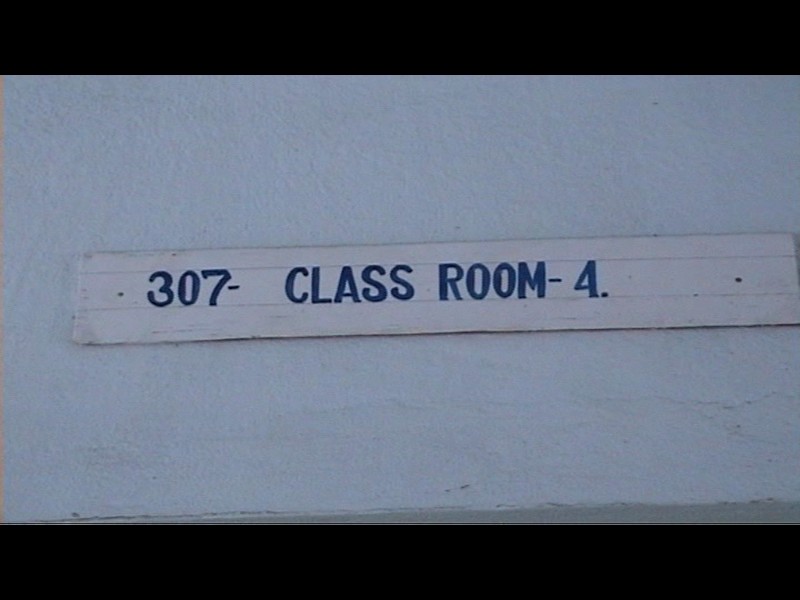 307- CLASS ROOM- 4.